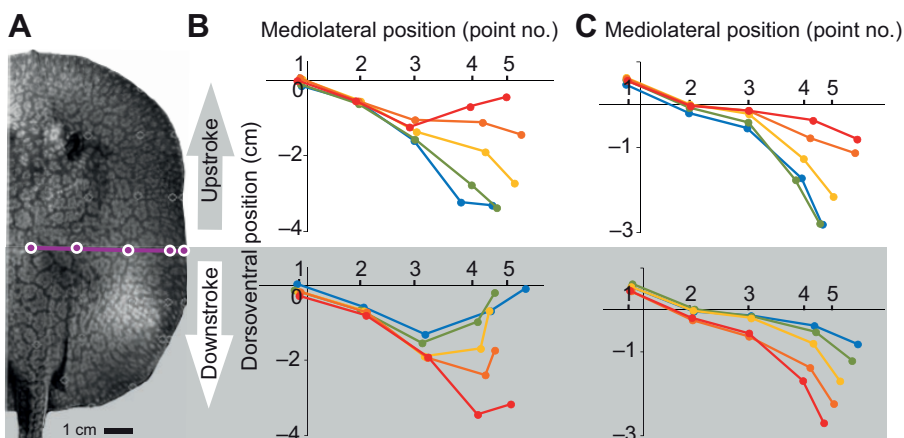 A
B
Mediolateral position (point no.)
C
Mediolateral position (point no.)
Upstroke
Downstroke
1 cm
Dorsoventral position (cm)
1 2 3 4 5
0
–2
–4
1 2 3 4 5
–1
–3
1 2 3 4 5
0
–2
–4
1 2 3 4 5
–1
–3